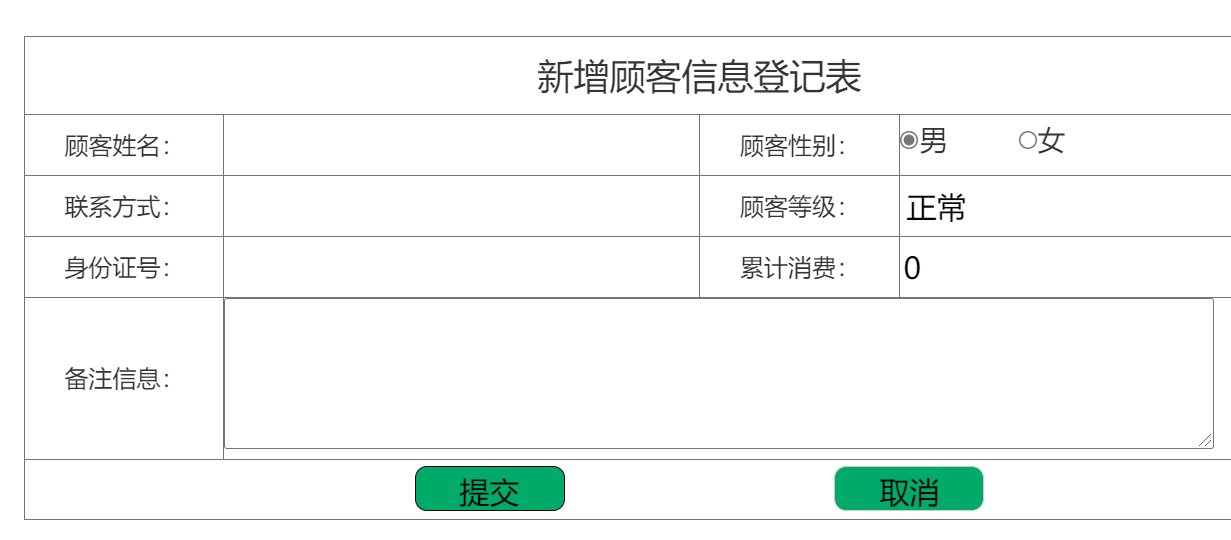 新增顾客信息登记表
顾客姓名：
顾客性别：
男 女
联系方式：
顾客等级：
正常
身份证号：
累计消费：
0
备注信息：
提交
取消